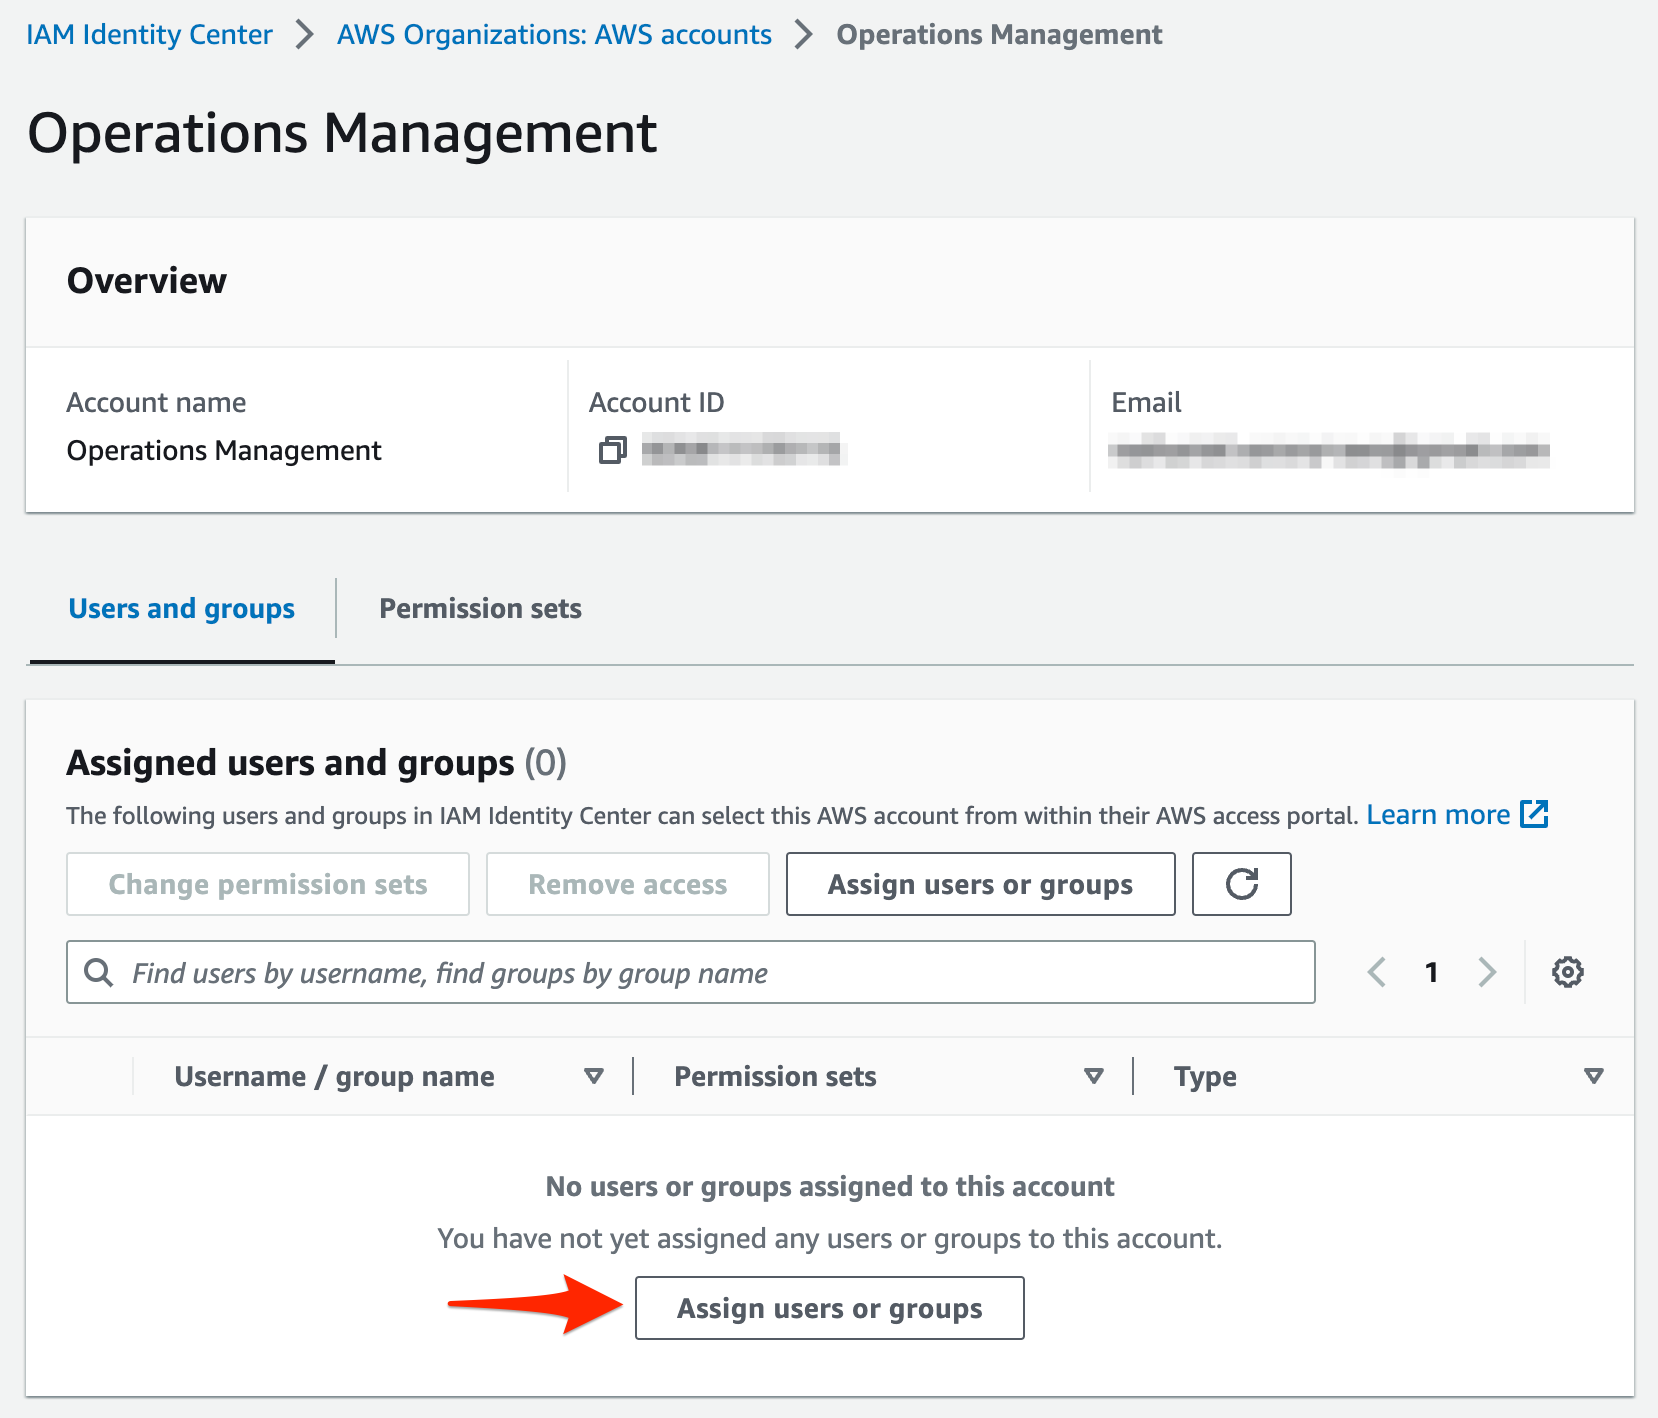 IAM Identity Center > AWS Organizations: AWS accounts > Operations Management
Operations Management
Overview
Account name
Operations Management
Account ID
Email
Users and groups
Permission sets
Assigned users and groups (0)
The following users and groups in IAM Identity Center can select this AWS account from within their AWS access portal. Learn more
Change permission sets
Remove access
Assign users or groups
Find users by username, find groups by group name
1
Username / group name
Permission sets
Type
No users or groups assigned to this account
You have not yet assigned any users or groups to this account.
Assign users or groups